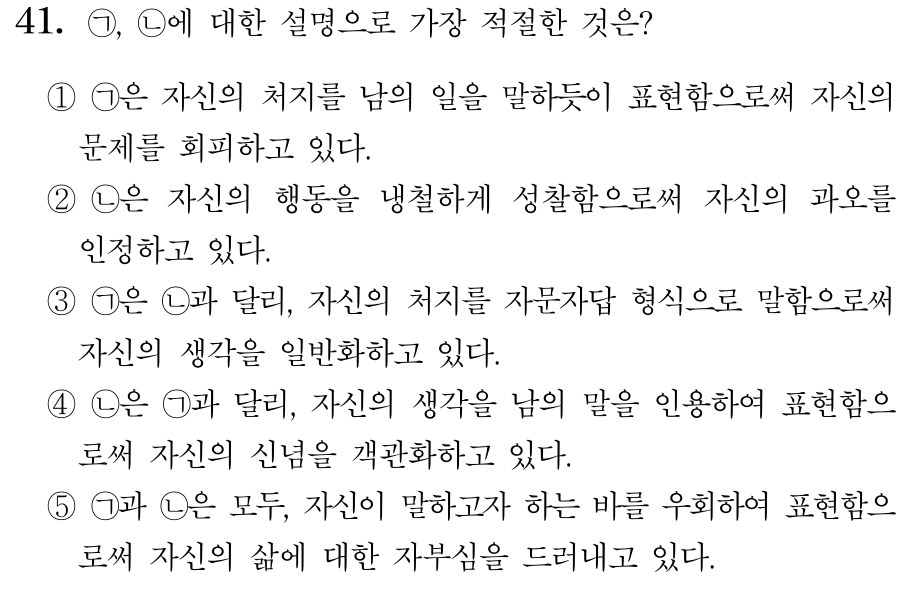 41. ㉠, ㉡에 대한 설명으로 가장 적절한 것은?
① ㉠은 자신의 처지를 남의 일을 말하듯이 표현함으로써 자신의
문제를 회피하고 있다.
② ㉡은 자신의 행동을 냉철하게 성찰함으로써 자신의 과오를
인정하고 있다.
③ ㉠은 ㉡과 달리, 자신의 처지를 자문자답 형식으로 말함으로써
자신의 생각을 일반화하고 있다.
④ ㉡은 ㉠과 달리, 자신의 생각을 남의 말을 인용하여 표현함으
로써 자신의 신념을 객관화하고 있다.
⑤ ㉠과 ㉡은 모두, 자신이 말하고자 하는 바를 우회하여 표현함으
로써 자신의 삶에 대한 자부심을 드러내고 있다.